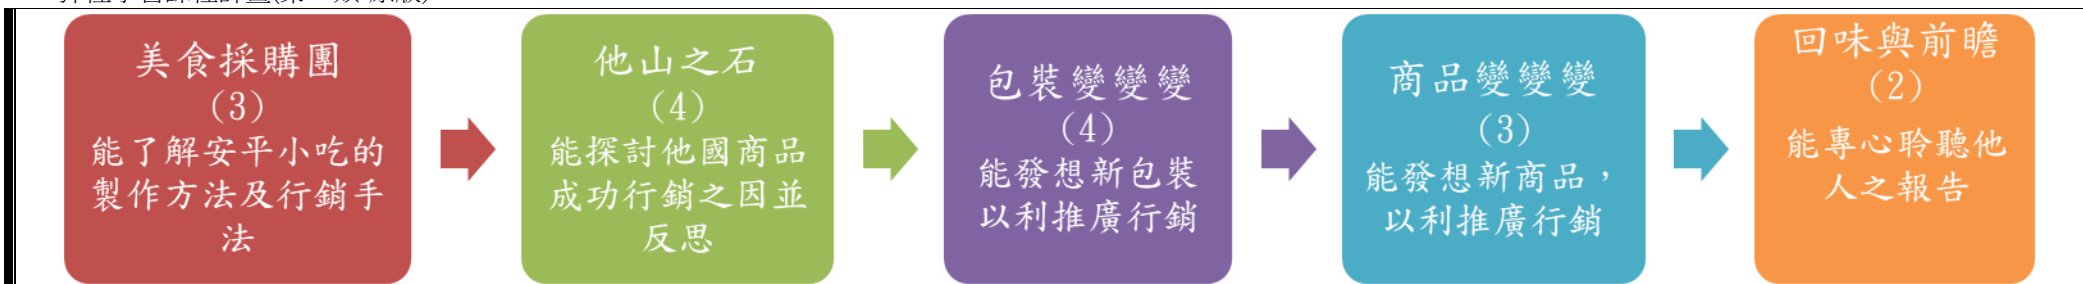 美食採購團
(3)
能了解安平小吃的
製作方法及行銷手
法
他山之石
(4)
能探討他國商品
成功行銷之因並
反思
包裝變變變
(4)
能發想新包裝
以利推廣行銷
商品變變變
(3)
能發想新商品，
以利推廣行銷
回味與前瞻
(2)
能專心聆聽他
人之報告